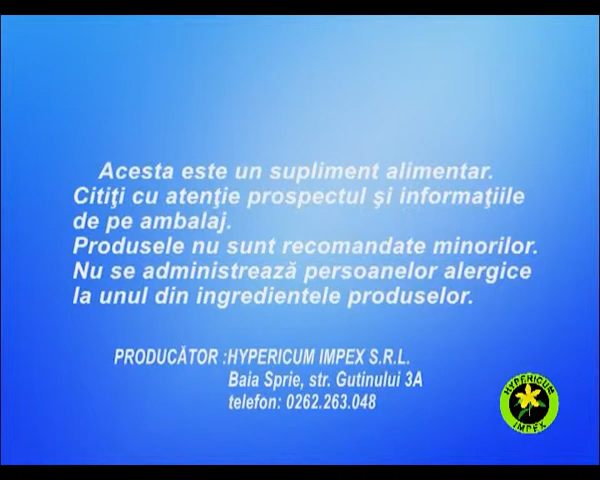 Acesta este un supliment alimentar.
Citiţi cu atenţie prospectul şi informaţiile
de pe ambalaj.
Produsele nu sunt recomandate minorilor.
Nu se administrează persoanelor alergice
la unul din ingredientele produselor.
PRODUCĂTOR :HYPERICUM IMPEX S.R.L.
Baia Sprie, str. Gutinului 3A
telefon: 0262.263.048
HYPERICUM
IMPEX